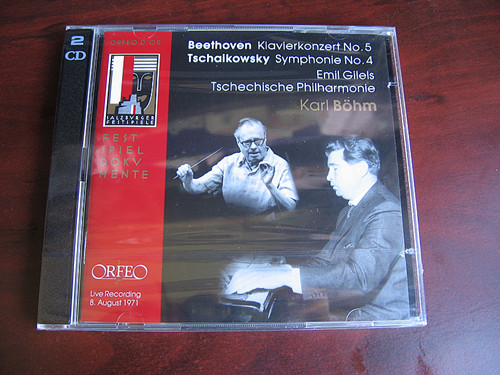 2
CD
ORFEO D'OR
SALZBURGER
FESTSPIELE
FEST
SPIEL
DOKU
MENTE
Beethoven Klavierkonzert No. 5
Tschaikowsky Symphonie No. 4
Emil Gilels
Tschechische Philharmonie
Karl Böhm
ORFEO
Live Recording
8. August 1971